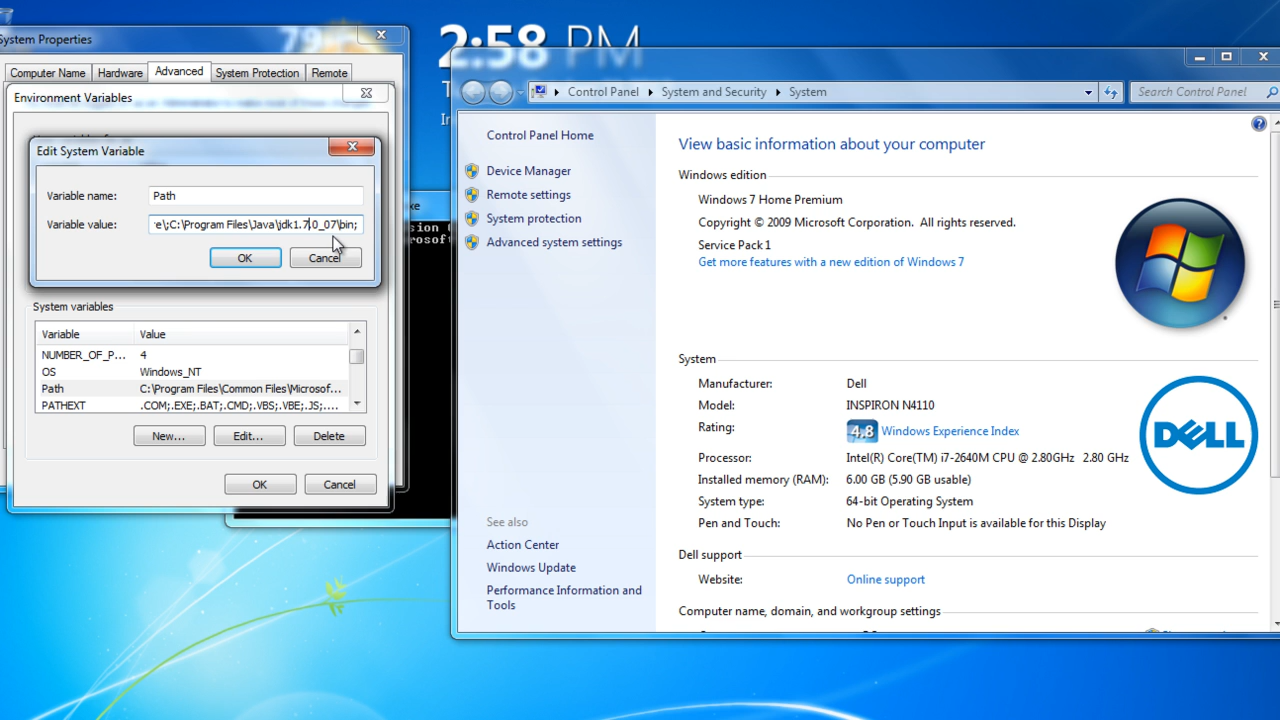 System Properties
Computer Name
Hardware
Advanced
System Protection
Remote
Environment Variables
Edit System Variable
Variable name:
Path
Variable value:
e\;C:\Program Files\Java\jdk1.7.0_07\bin;
OK
Cancel
System variables
Variable
Value
NUMBER_OF_P...
4
OS
Windows_NT
Path
C:\Program Files\Common Files\Microsof...
PATHEXT
.COM;.EXE;.BAT;.CMD;.VBS;.VBE;.JS;....
New...
Edit...
Delete
OK
Cancel
2:58 PM
Control Panel
System and Security
System
Search Control Panel
Control Panel Home
Device Manager
Remote settings
System protection
Advanced system settings
See also
Action Center
Windows Update
Performance Information and
Tools
View basic information about your computer
Windows edition
Windows 7 Home Premium
Copyright © 2009 Microsoft Corporation. All rights reserved.
Service Pack 1
Get more features with a new edition of Windows 7
System
Manufacturer:
Dell
Model:
INSPIRON N4110
Rating:
4.8 Windows Experience Index
Processor:
Intel(R) Core(TM) i7-2640M CPU @ 2.80GHz 2.80 GHz
Installed memory (RAM):
6.00 GB (5.90 GB usable)
System type:
64-bit Operating System
Pen and Touch:
No Pen or Touch Input is available for this Display
DELL
Dell support
Website:
Online support
Computer name, domain, and workgroup settings